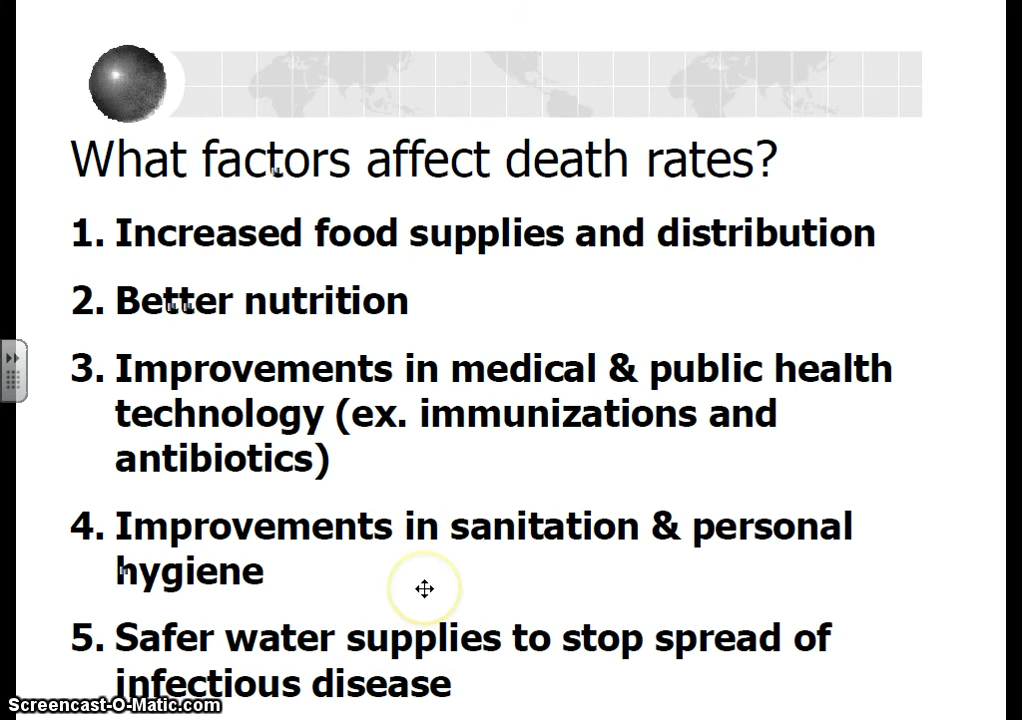 What factors affect death rates?
1. Increased food supplies and distribution
2. Better nutrition
3. Improvements in medical & public health
technology (ex. immunizations and
antibiotics)
4. Improvements in sanitation & personal
hygiene
5. Safer water supplies to stop spread of
infectious disease
Screencast-O-Matic.com